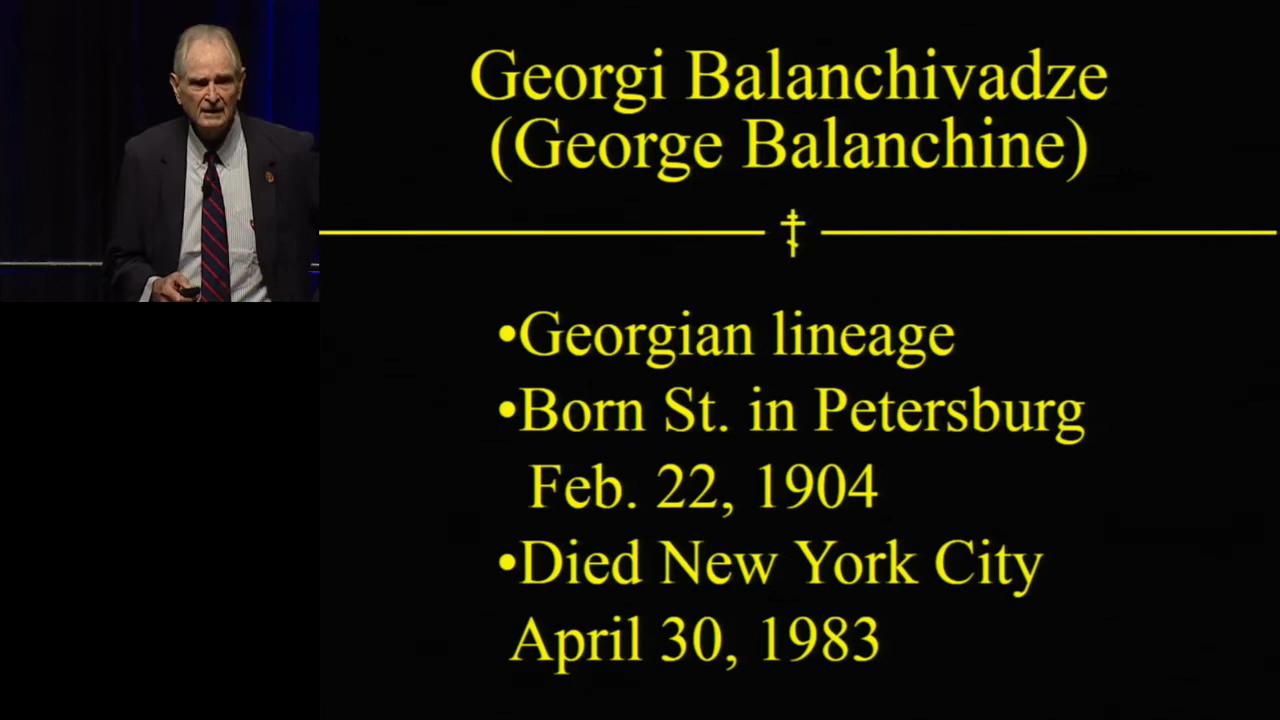 Georgi Balanchivadze
(George Balanchine)
•Georgian lineage
•Born St. in Petersburg
Feb. 22, 1904
•Died New York City
April 30, 1983